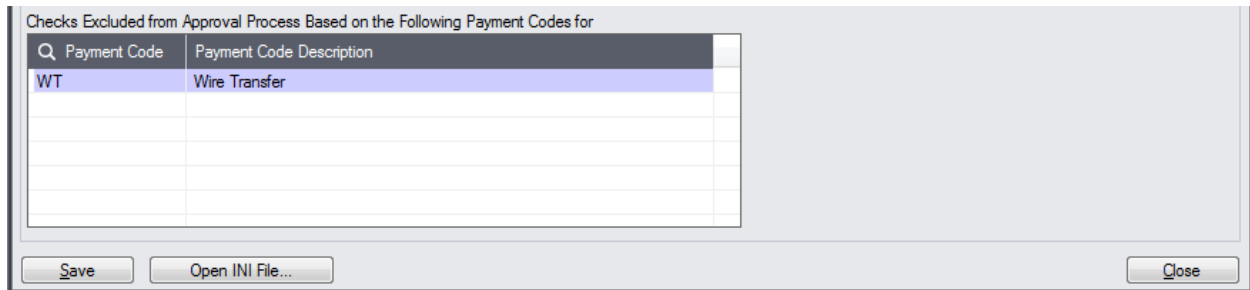 Checks Excluded from Approval Process Based on the Following Payment Codes for
Payment Code Payment Code Description
WT Wire Transfer
Save Open INI File... Close